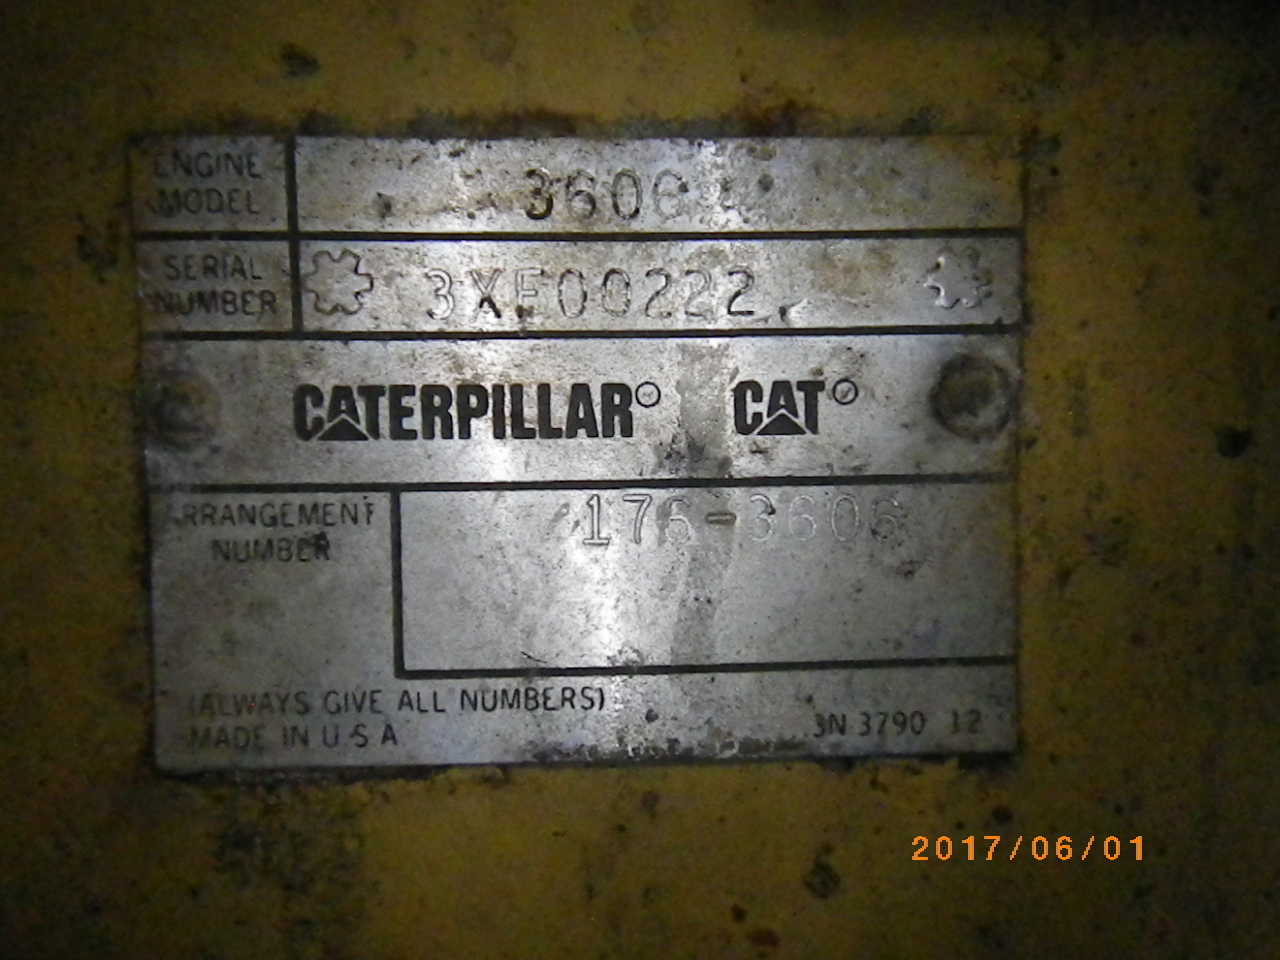 ENGINE MODEL 3606
SERIAL NUMBER 3XF00222
CATERPILLAR CAT
ARRANGEMENT NUMBER 176-3606
(ALWAYS GIVE ALL NUMBERS)
MADE IN U S A 3N 3790 12
2017/06/01